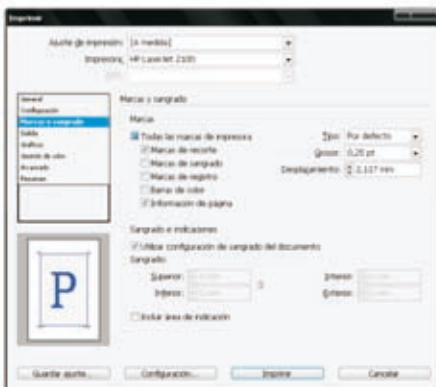 Imprimir
Ajuste de impresión: [A medida]
Impresora: HP LaserJet 2100
General
Configuración
Marcas y sangrado
Salida
Gráficos
Gestión de color
Avanzado
Resumen
Marcas y sangrado
Marcas
Todas las marcas de impresora
Marcas de recorte
Marcas de sangrado
Marcas de registro
Barras de color
Información de página
Tipo: Por defecto
Grosor: 0,25 pt
Desplazamiento: 2,117 mm
Sangrado e indicaciones
Utilizar configuración de sangrado del documento
Sangrado:
Superior:
Inferior:
Interior:
Exterior:
Incluir área de indicación
P
Guardar ajuste...
Configuración...
Imprimir
Cancelar